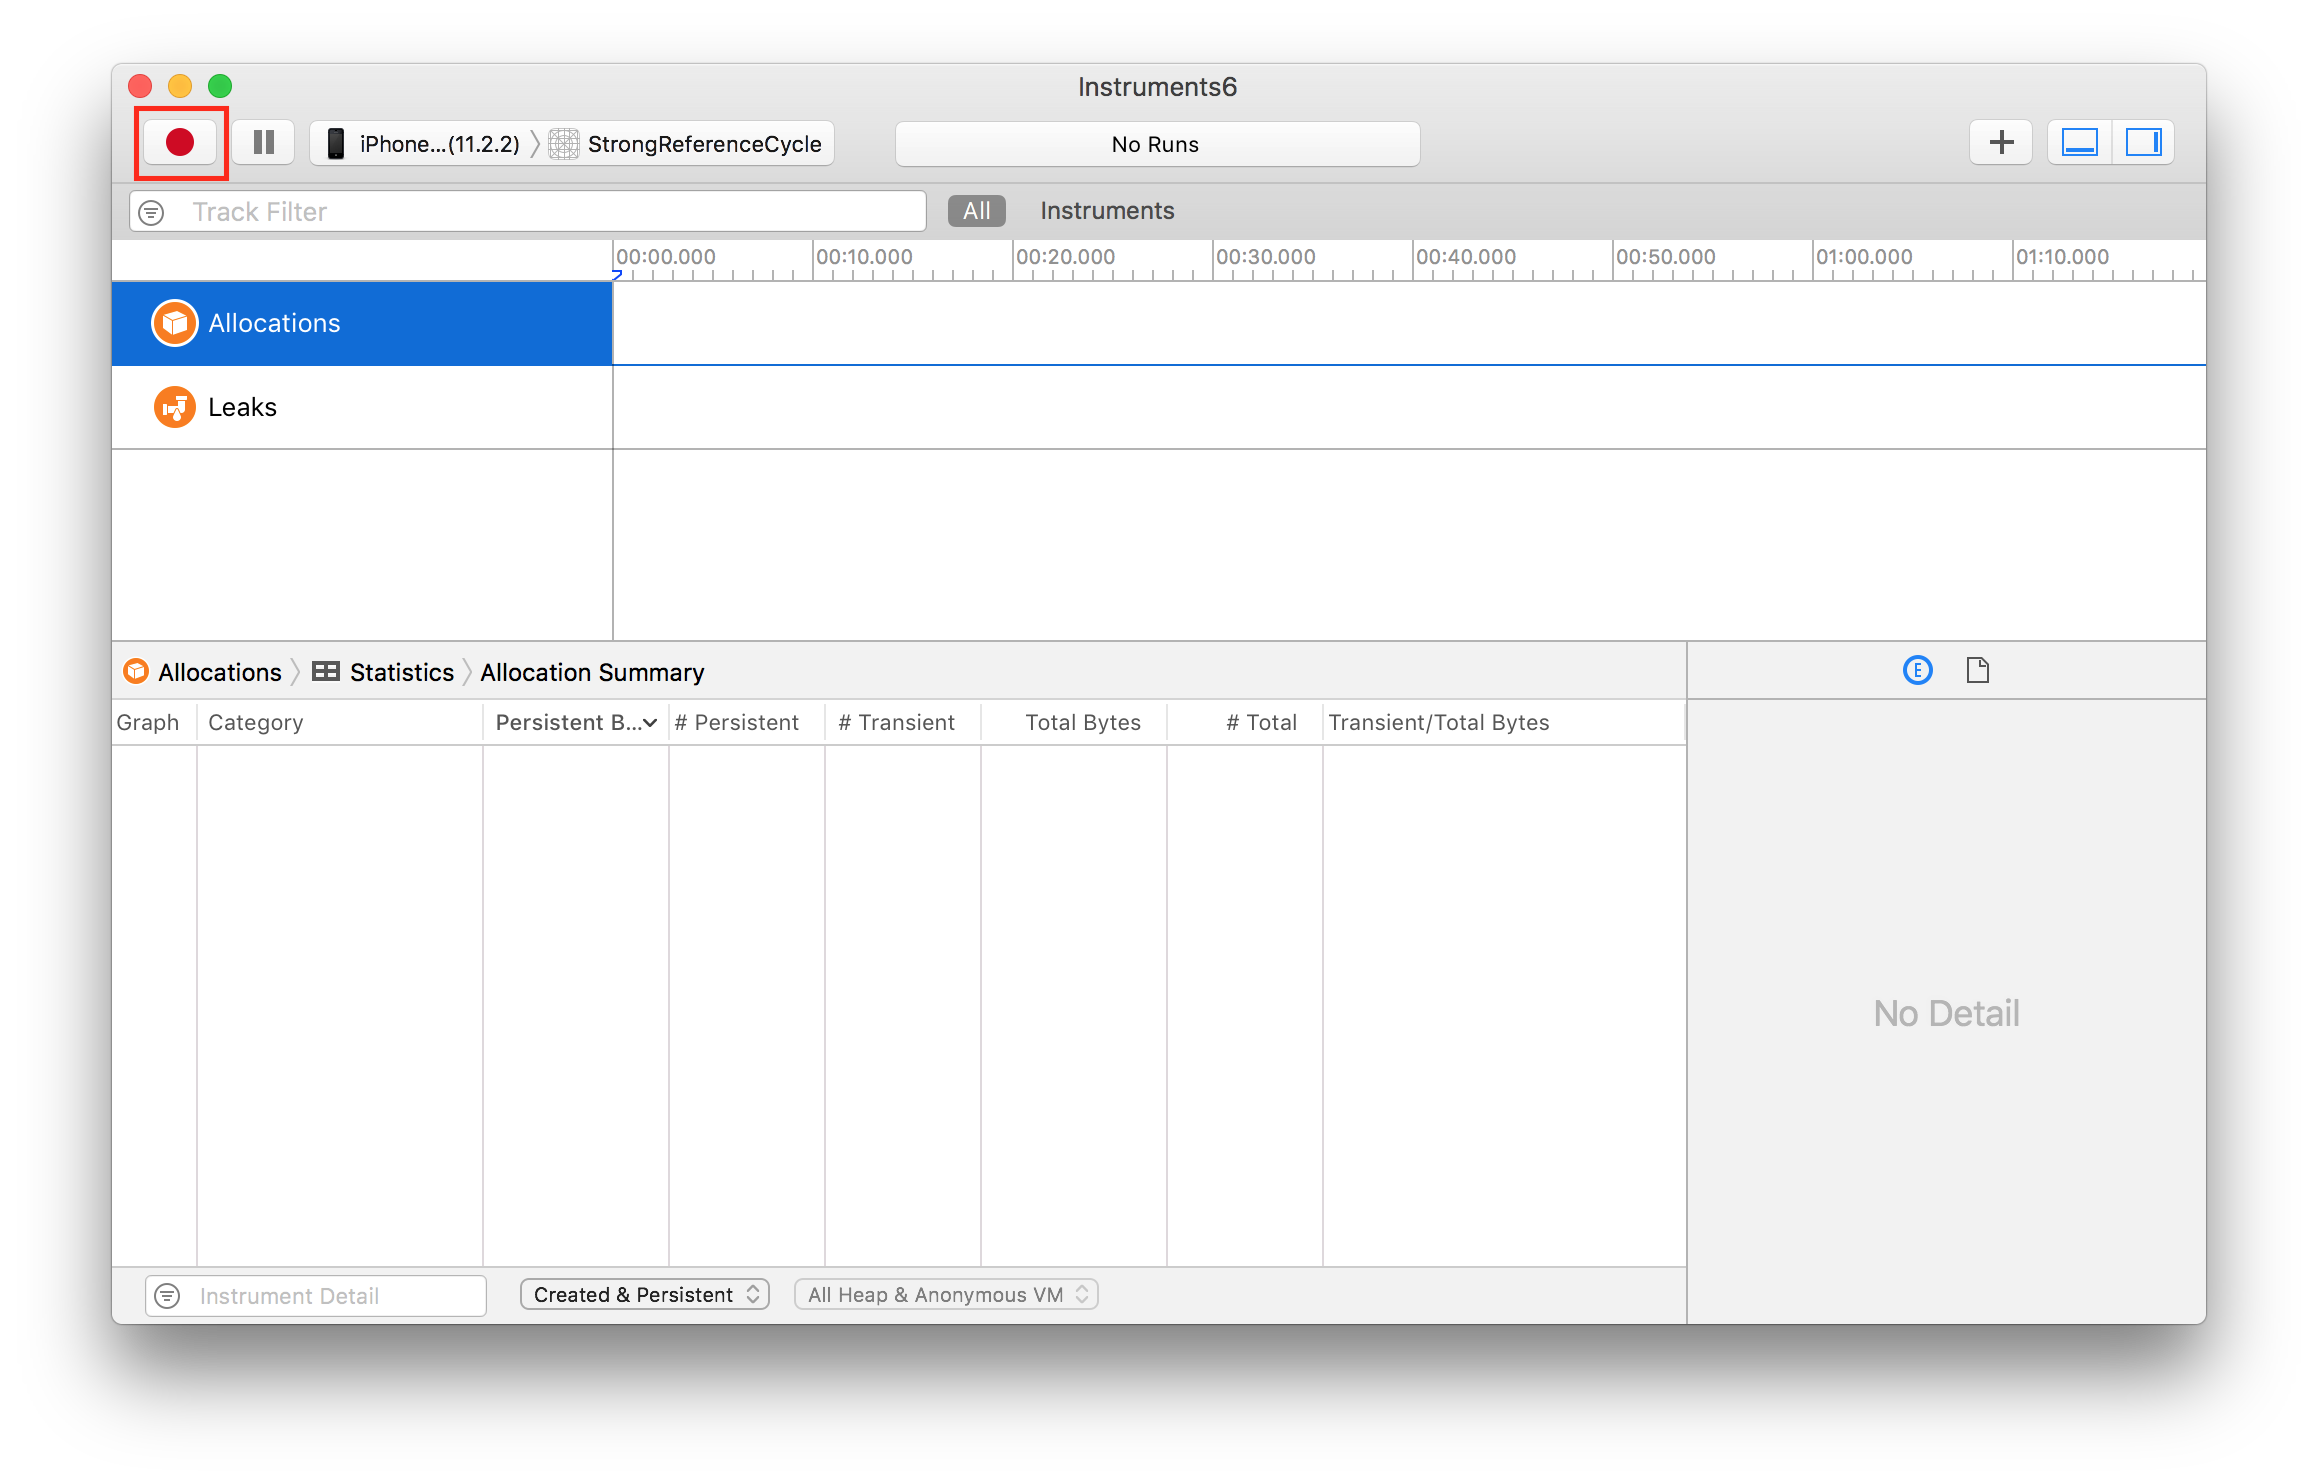 Instruments6
iPhone...(11.2.2) StrongReferenceCycle No Runs
Track Filter All Instruments
00:00.000 00:10.000 00:20.000 00:30.000 00:40.000 00:50.000 01:00.000 01:10.000
Allocations
Leaks
Allocations Statistics Allocation Summary E
Graph Category Persistent B... # Persistent # Transient Total Bytes # Total Transient/Total Bytes
No Detail
Instrument Detail Created & Persistent All Heap & Anonymous VM